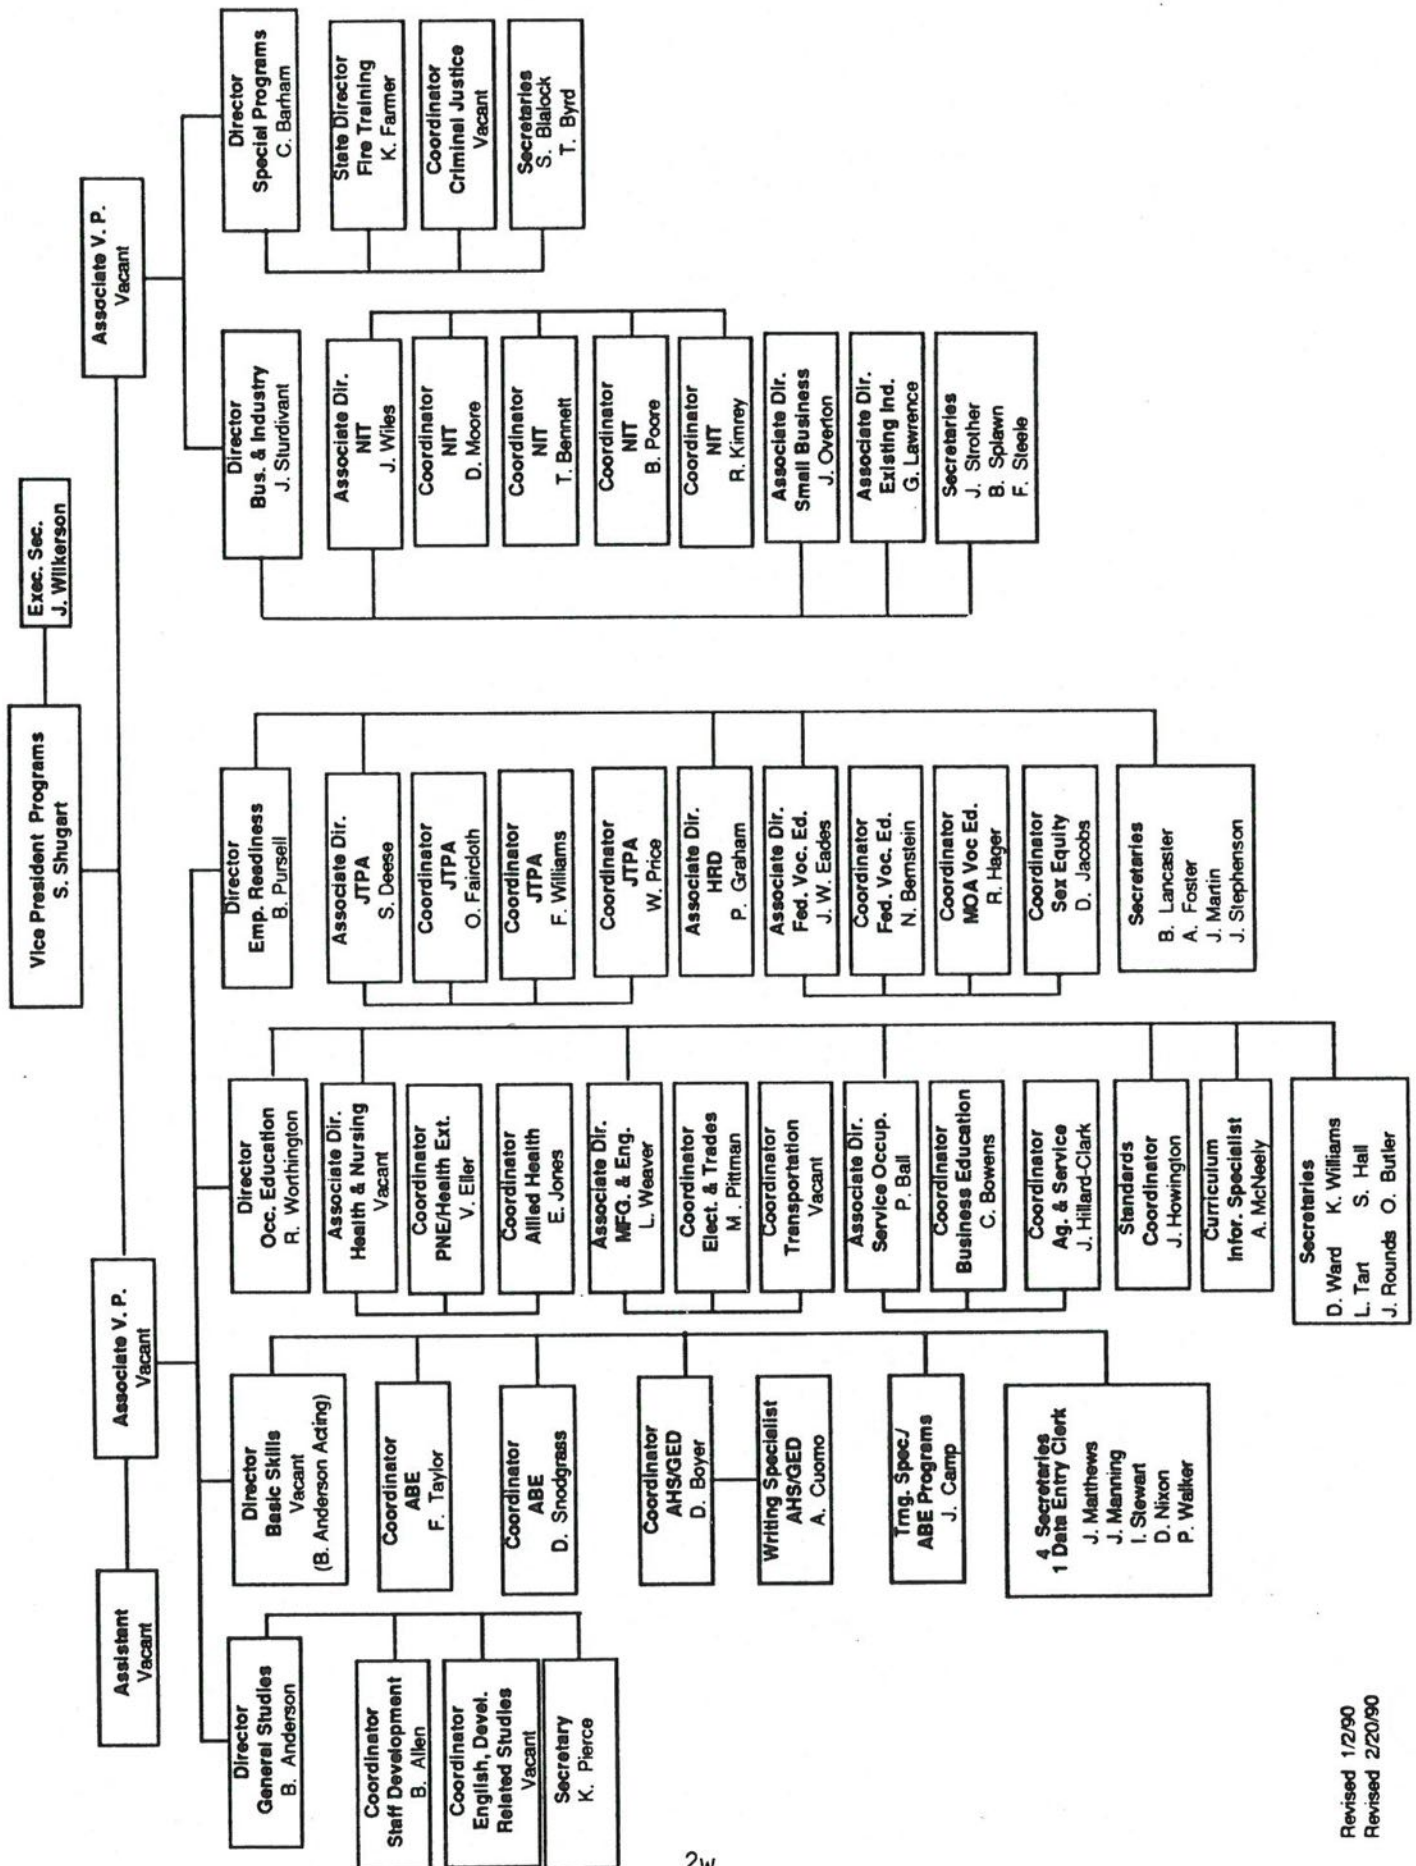 Vice President Programs
S. Shugart
Exec. Sec.
J. Wilkerson
Assistant
Vacant
Associate V. P.
Vacant
Associate V. P.
Vacant
Director
General Studies
B. Anderson
Coordinator
Staff Development
B. Allen
Coordinator
English, Devel.
Related Studies
Vacant
Secretary
K. Pierce
Director
Basic Skills
Vacant
(B. Anderson Acting)
Coordinator
ABE
F. Taylor
Coordinator
ABE
D. Snodgrass
Coordinator
AHS/GED
D. Boyer
Writing Specialist
AHS/GED
A. Cuomo
Trng. Spec./
ABE Programs
J. Camp
4 Secretaries
1 Data Entry Clerk
J. Matthews
J. Manning
I. Stewart
D. Nixon
P. Walker
Director
Occ. Education
R. Worthington
Associate Dir.
Health & Nursing
Vacant
Coordinator
PNE/Health Ext.
V. Eller
Coordinator
Allied Health
E. Jones
Associate Dir.
MFG. & Eng.
L. Weaver
Coordinator
Elect. & Trades
M. Pittman
Coordinator
Transportation
Vacant
Associate Dir.
Service Occup.
P. Ball
Coordinator
Business Education
C. Bowens
Coordinator
Ag. & Service
J. Hillard-Clark
Standards
Coordinator
J. Howington
Curriculum
Infor. Specialist
A. McNeely
Secretaries
D. Ward K. Williams
L. Tart S. Hall
J. Rounds O. Butler
Director
Emp. Readiness
B. Pursell
Associate Dir.
JTPA
S. Deese
Coordinator
JTPA
O. Faircloth
Coordinator
JTPA
F. Williams
Coordinator
JTPA
W. Price
Associate Dir.
HRD
P. Graham
Associate Dir.
Fed. Voc. Ed.
J. W. Eades
Coordinator
Fed. Voc. Ed.
N. Bernstein
Coordinator
MOA Voc Ed.
R. Hager
Coordinator
Sex Equity
D. Jacobs
Secretaries
B. Lancaster
A. Foster
J. Martin
J. Stephenson
Director
Bus. & Industry
J. Sturdivant
Associate Dir.
NIT
J. Wiles
Coordinator
NIT
D. Moore
Coordinator
NIT
T. Bennett
Coordinator
NIT
B. Poore
Coordinator
NIT
R. Kimrey
Associate Dir.
Small Business
J. Overton
Associate Dir.
Existing Ind.
G. Lawrence
Secretaries
J. Strother
B. Splawn
F. Steele
Director
Special Programs
C. Barham
State Director
Fire Training
K. Farmer
Coordinator
Criminal Justice
Vacant
Secretaries
S. Blalock
T. Byrd
Revised 1/2/90
Revised 2/20/90
2w